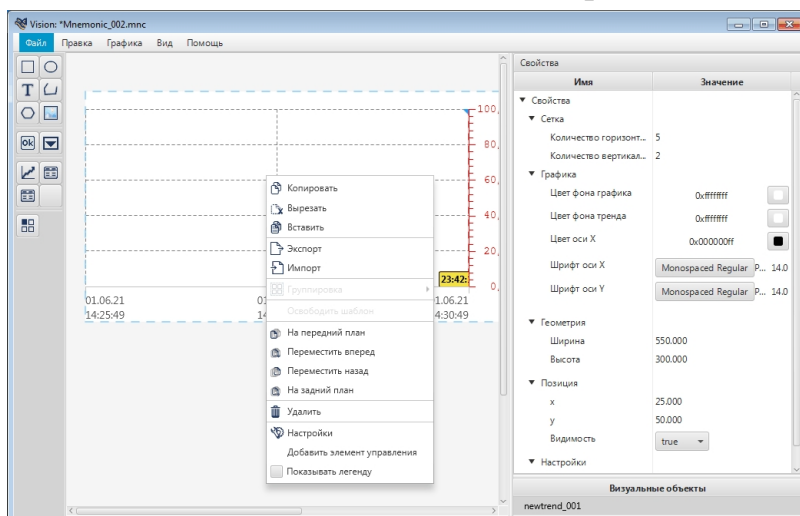 Vision: *Mnemonic_002.mnc
Файл Правка Графика Вид Помощь
T
Ok
100,
80,
60,
40,
20,
0,
23:42:
01.06.21
14:25:49
01
14
1.06.21
4:30:49
Копировать
Вырезать
Вставить
Экспорт
Импорт
Группировка
Освободить шаблон
На передний план
Переместить вперед
Переместить назад
На задний план
Удалить
Настройки
Добавить элемент управления
Показывать легенду
Свойства
Имя Значение
Свойства
Сетка
Количество горизонт... 5
Количество вертикал... 2
Графика
Цвет фона графика 0xffffffff
Цвет фона тренда 0xffffffff
Цвет оси X 0x000000ff
Шрифт оси X Monospaced Regular P... 14.0
Шрифт оси Y Monospaced Regular P... 14.0
Геометрия
Ширина 550.000
Высота 300.000
Позиция
x 25.000
y 50.000
Видимость true
Настройки
Визуальные объекты
newtrend_001